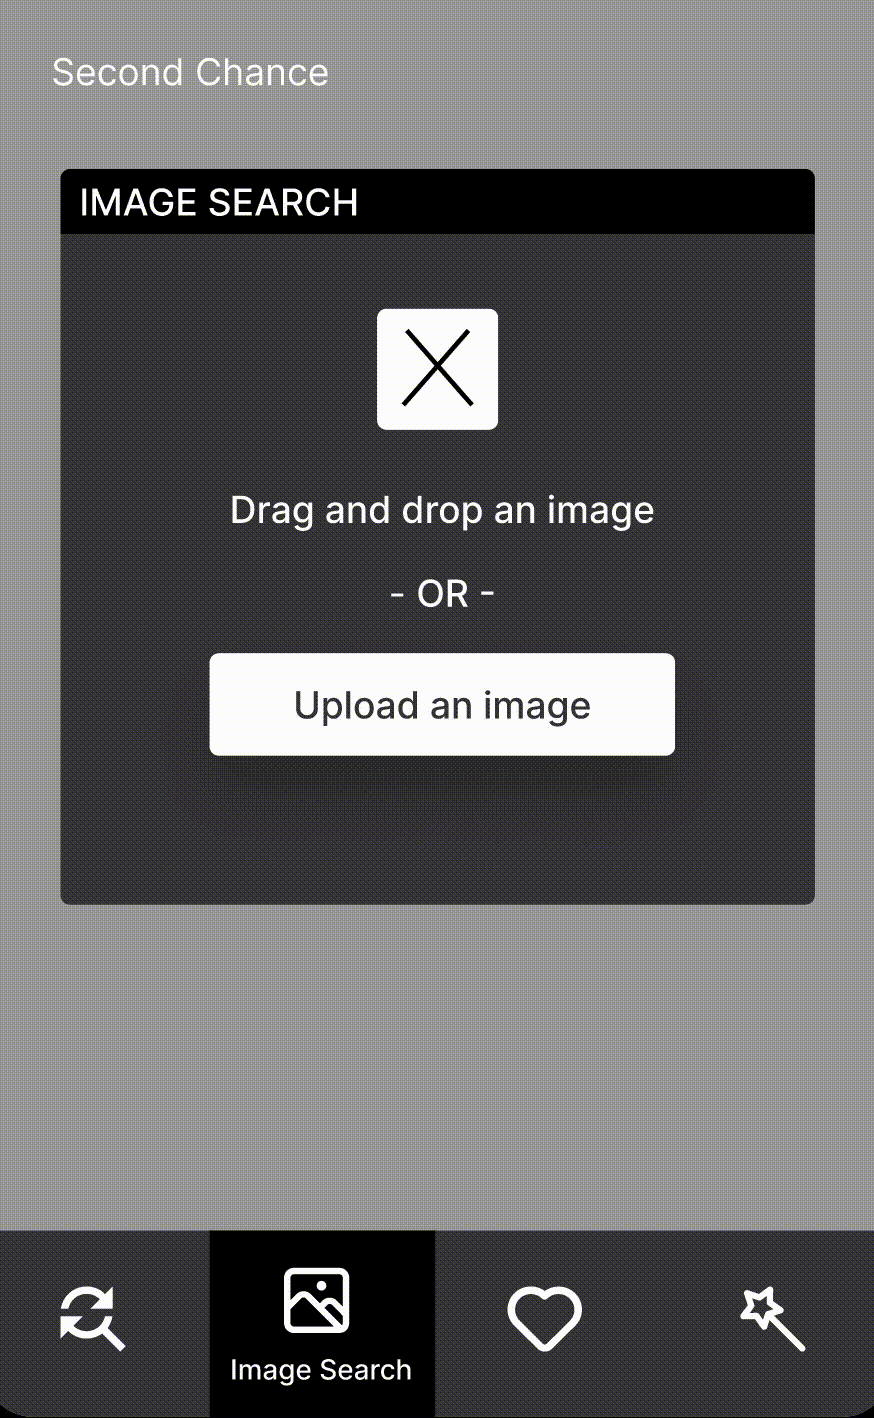 Second Chance
IMAGE SEARCH
Drag and drop an image
- OR -
Upload an image
Image Search